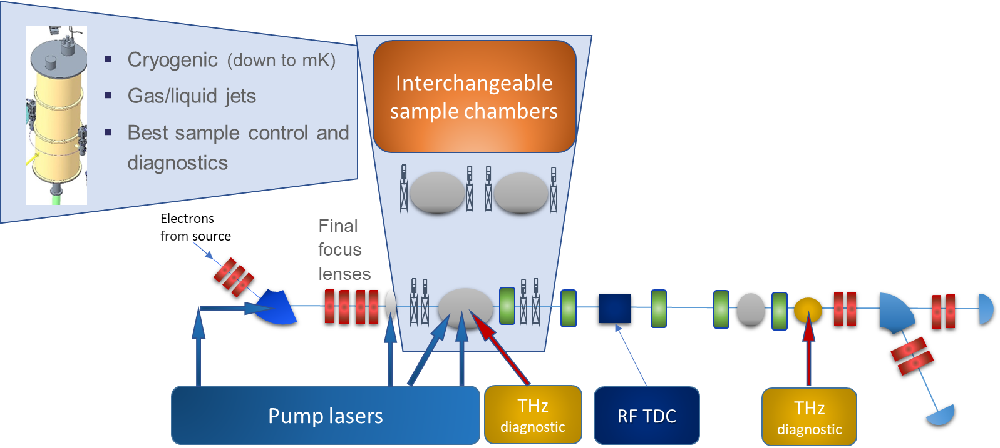 Cryogenic (down to mK)
Gas/liquid jets
Best sample control and
diagnostics
Interchangeable
sample chambers
Electrons
from source
Final
focus
lenses
Pump lasers
THz
diagnostic
RF TDC
THz
diagnostic